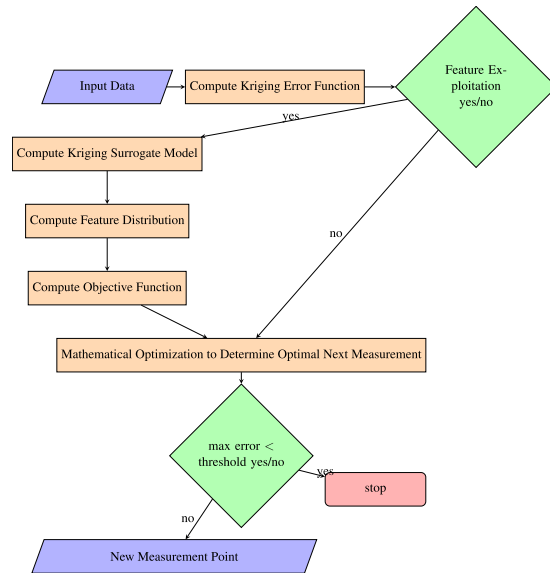 Input Data
Compute Kriging Error Function
Feature Ex-
ploitation
yes/no
yes
Compute Kriging Surrogate Model
Compute Feature Distribution
no
Compute Objective Function
Mathematical Optimization to Determine Optimal Next Measurement
max error <
threshold yes/no
yes
stop
no
New Measurement Point